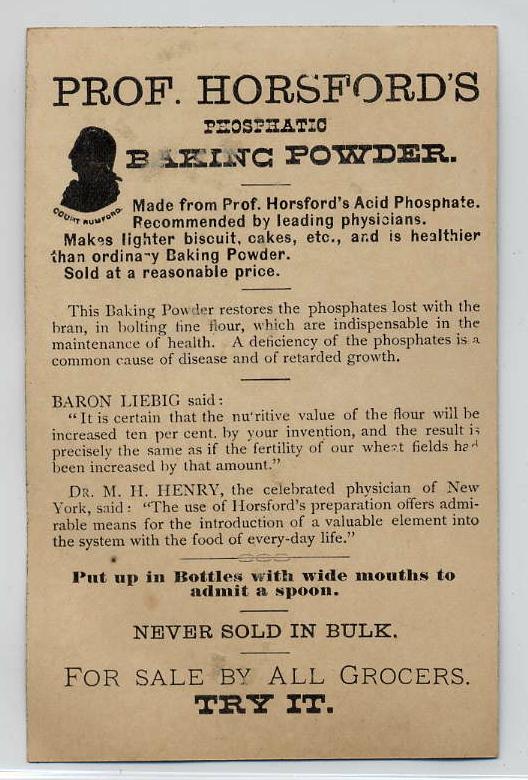 PROF. HORSFORD'S
PHOSPHATIC
BAKING POWDER.
COUNT RUMFORD.
Made from Prof. Horsford's Acid Phosphate.
Recommended by leading physicians.
Makes lighter biscuit, cakes, etc., and is healthier
than ordinary Baking Powder.
Sold at a reasonable price.
This Baking Powder restores the phosphates lost with the
bran, in bolting fine flour, which are indispensable in the
maintenance of health. A deficiency of the phosphates is a
common cause of disease and of retarded growth.
BARON LIEBIG said:
"It is certain that the nutritive value of the flour will be
increased ten per cent. by your invention, and the result is
precisely the same as if the fertility of our wheat fields had
been increased by that amount."
DR. M. H. HENRY, the celebrated physician of New
York, said: "The use of Horsford's preparation offers admi-
rable means for the introduction of a valuable element into
the system with the food of every-day life."
Put up in Bottles with wide mouths to
admit a spoon.
NEVER SOLD IN BULK.
FOR SALE BY ALL GROCERS.
TRY IT.